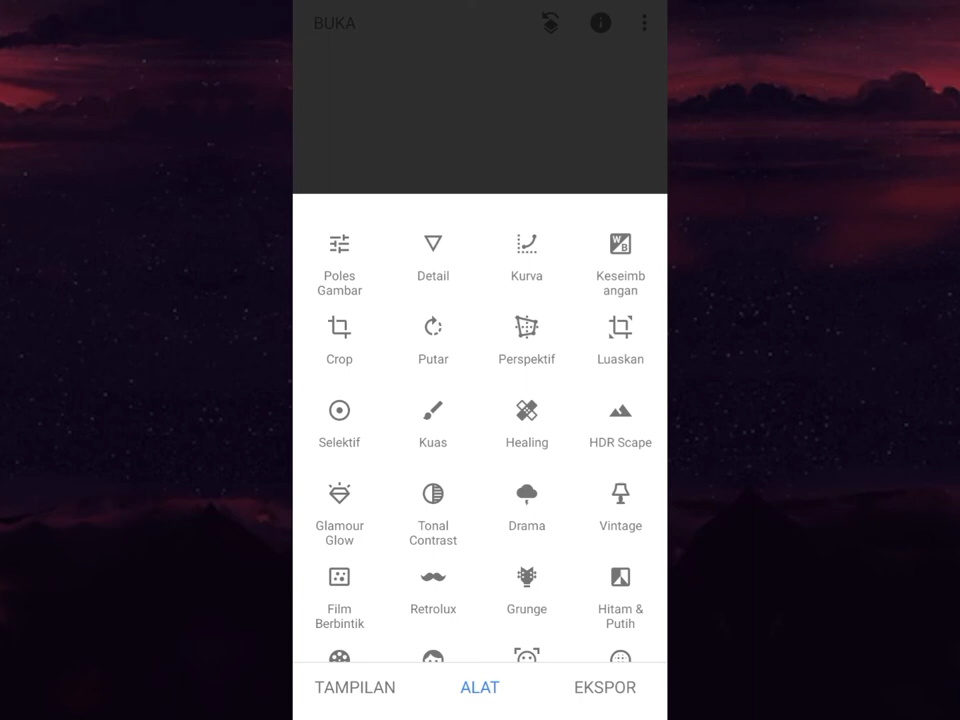 BUKA
Poles
Gambar
Detail
Kurva
W
B
Keseimb
angan
Crop
Putar
Perspektif
Luaskan
Selektif
Kuas
Healing
HDR Scape
Glamour
Glow
Tonal
Contrast
Drama
Vintage
Film
Berbintik
Retrolux
Grunge
Hitam &
Putih
TAMPILAN
ALAT
EKSPOR